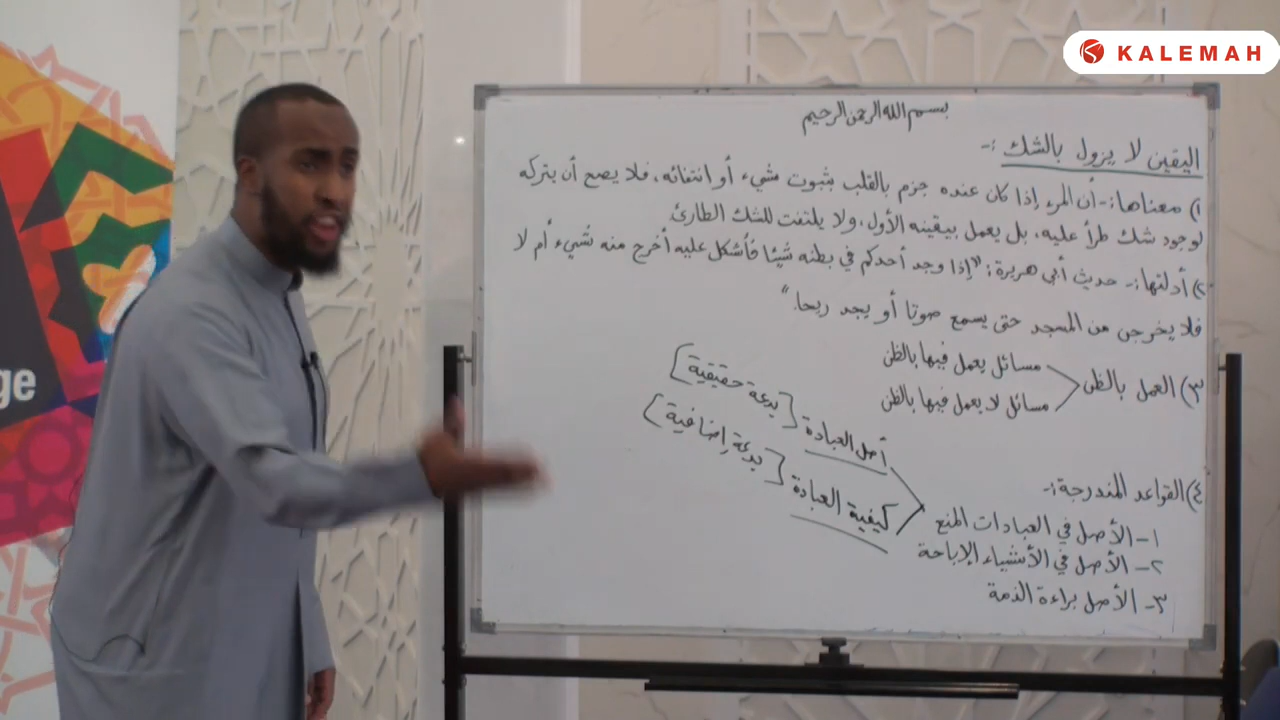 KALEMAH
بسم الله الرحمن الرحيم
اليقين لا يزول بالشك :-
١) معناها:- أن المرء إذا كان عنده جزم بالقلب بثبوت شيء أو انتفائه، فلا يصح أن يتركه
لوجود شك طرأ عليه، بل يعمل بيقينه الأول، ولا يلتفت للشك الطارئ.
٢) أدلتها:- حديث أبي هريرة: "إذا وجد أحدكم في بطنه شيئا فأشكل عليه أخرج منه شيء أم لا
فلا يخرجن من المسجد حتى يسمع صوتا أو يجد ريحا."
٣) العمل بالظن
مسائل يعمل فيها بالظن
مسائل لا يعمل فيها بالظن
٤) القواعد المندرجة:-
١- الأصل في العبادات المنع
أصل العبادة [بدعة حقيقية]
كيفية العبادة [بدعة إضافية]
٢- الأصل في الأشياء الإباحة
٣- الأصل براءة الذمة
ge